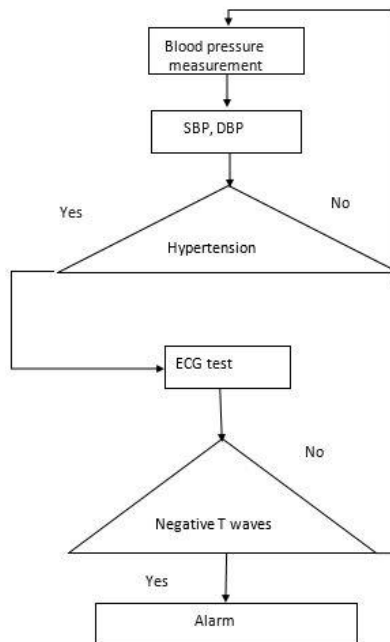 Blood pressure
measurement
SBP, DBP
Yes
No
Hypertension
ECG test
No
Negative T waves
Yes
Alarm